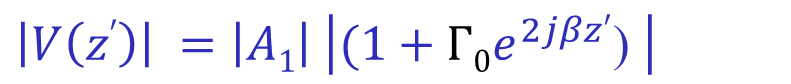 |V(z′)| = |A₁| |(1 + Γ₀e^{2jβz′})|